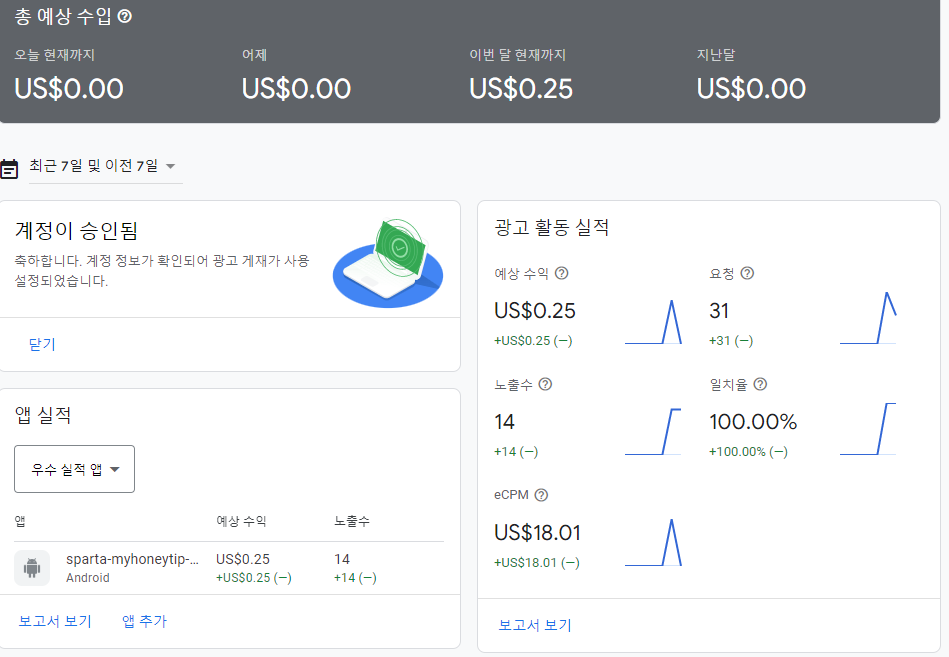 총 예상 수입
오늘 현재까지
어제
이번 달 현재까지
지난달
US$0.00
US$0.00
US$0.25
US$0.00
최근 7일 및 이전 7일
계정이 승인됨
축하합니다. 계정 정보가 확인되어 광고 게재가 사용
설정되었습니다.
닫기
앱 실적
우수 실적 앱
앱
예상 수익
노출수
sparta-myhoneytip-...
US$0.25
14
Android
+US$0.25 (—)
+14 (—)
보고서 보기
앱 추가
광고 활동 실적
예상 수익
요청
US$0.25
31
+US$0.25 (—)
+31 (—)
노출수
일치율
14
100.00%
+14 (—)
+100.00% (—)
eCPM
US$18.01
+US$18.01 (—)
보고서 보기